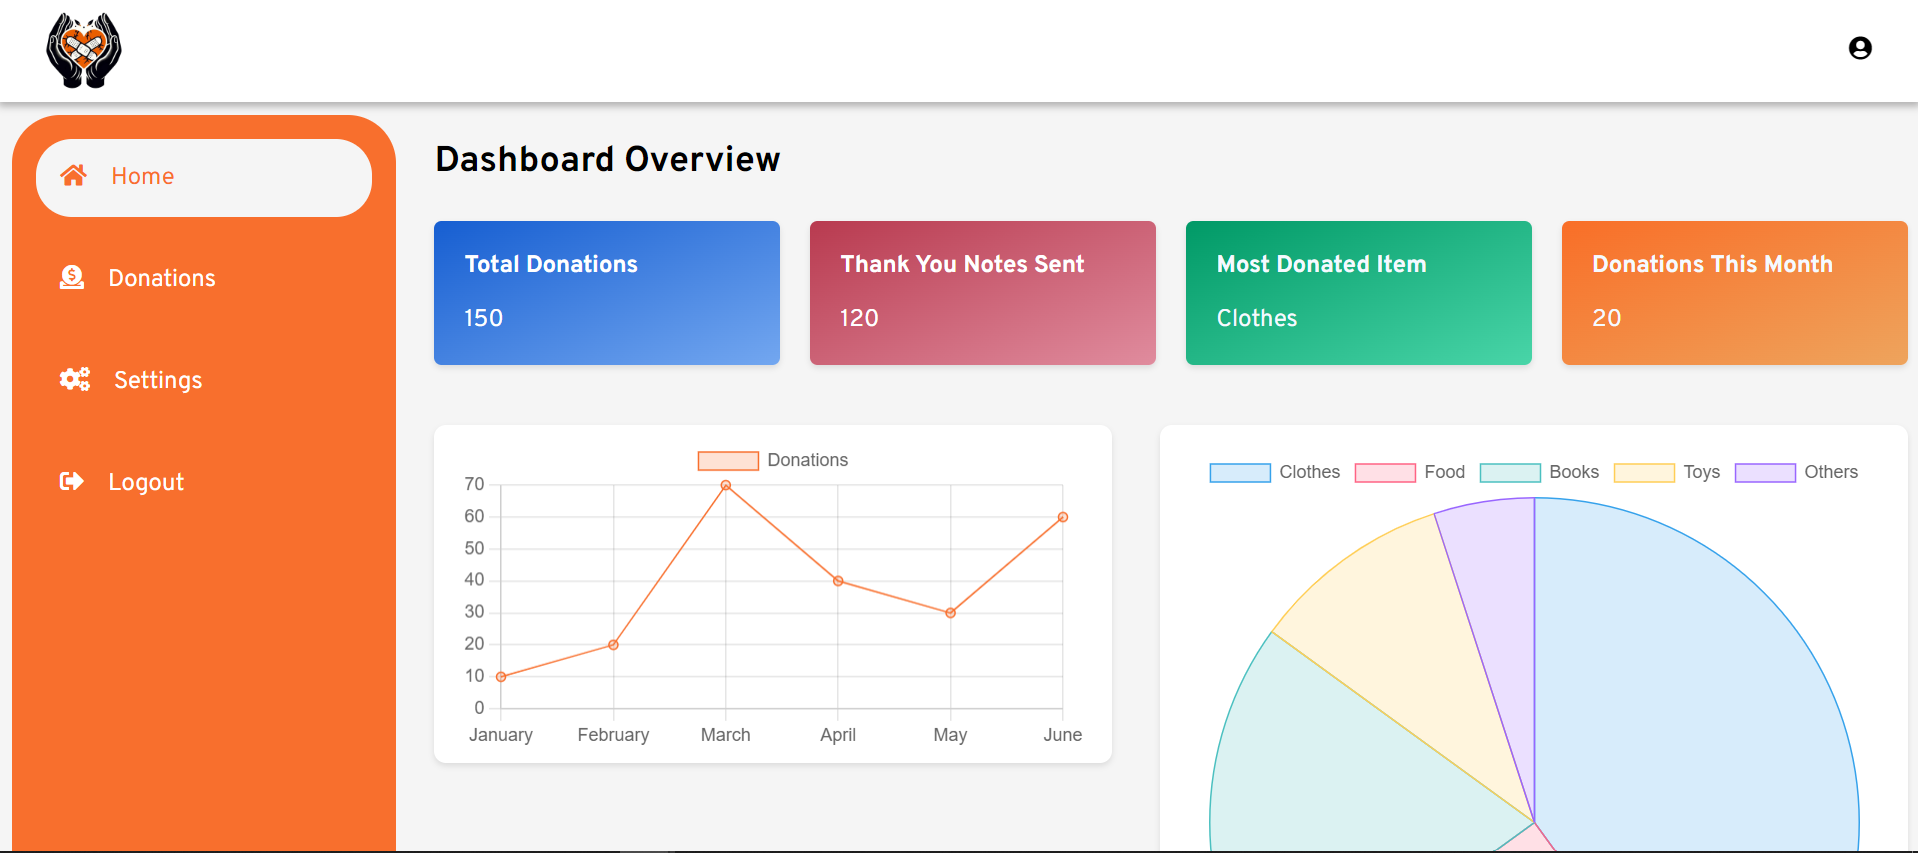 Home
Donations
Settings
Logout
Dashboard Overview
Total Donations
150
Thank You Notes Sent
120
Most Donated Item
Clothes
Donations This Month
20
Donations
70
60
50
40
30
20
10
0
January February March April May June
Clothes Food Books Toys Others